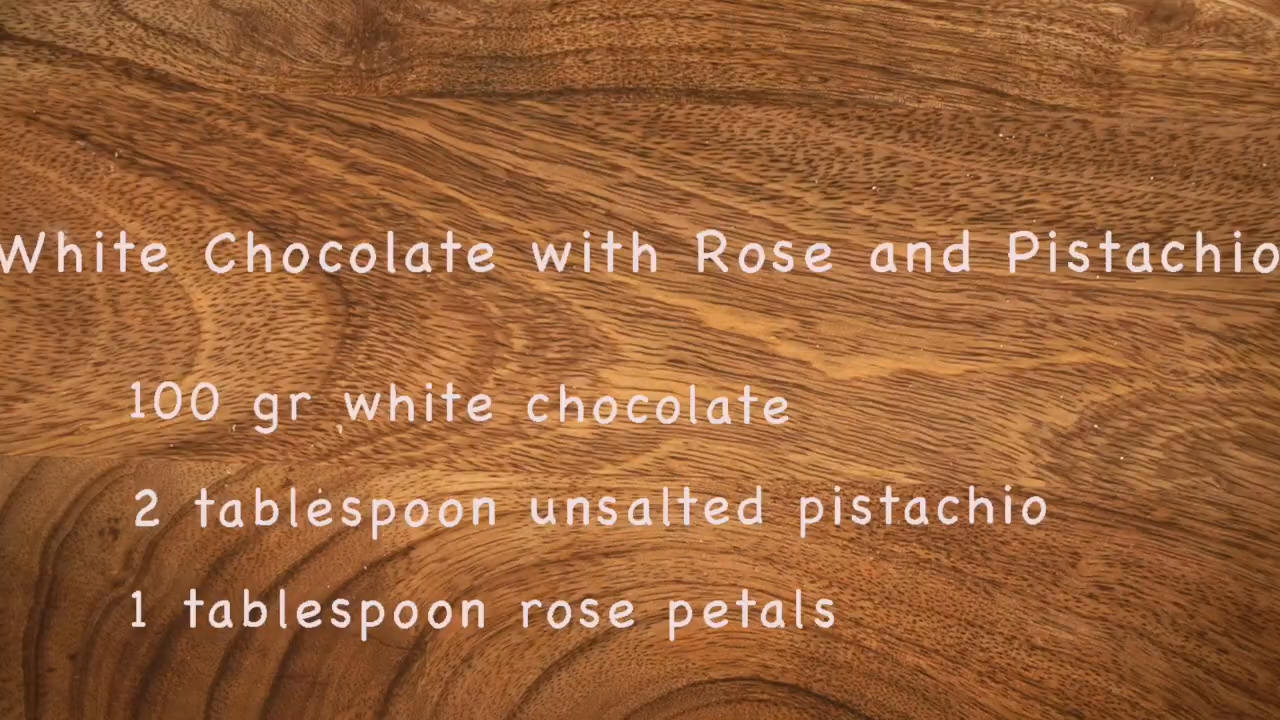 White Chocolate with Rose and Pistachio
100 gr white chocolate
2 tablespoon unsalted pistachio
1 tablespoon rose petals